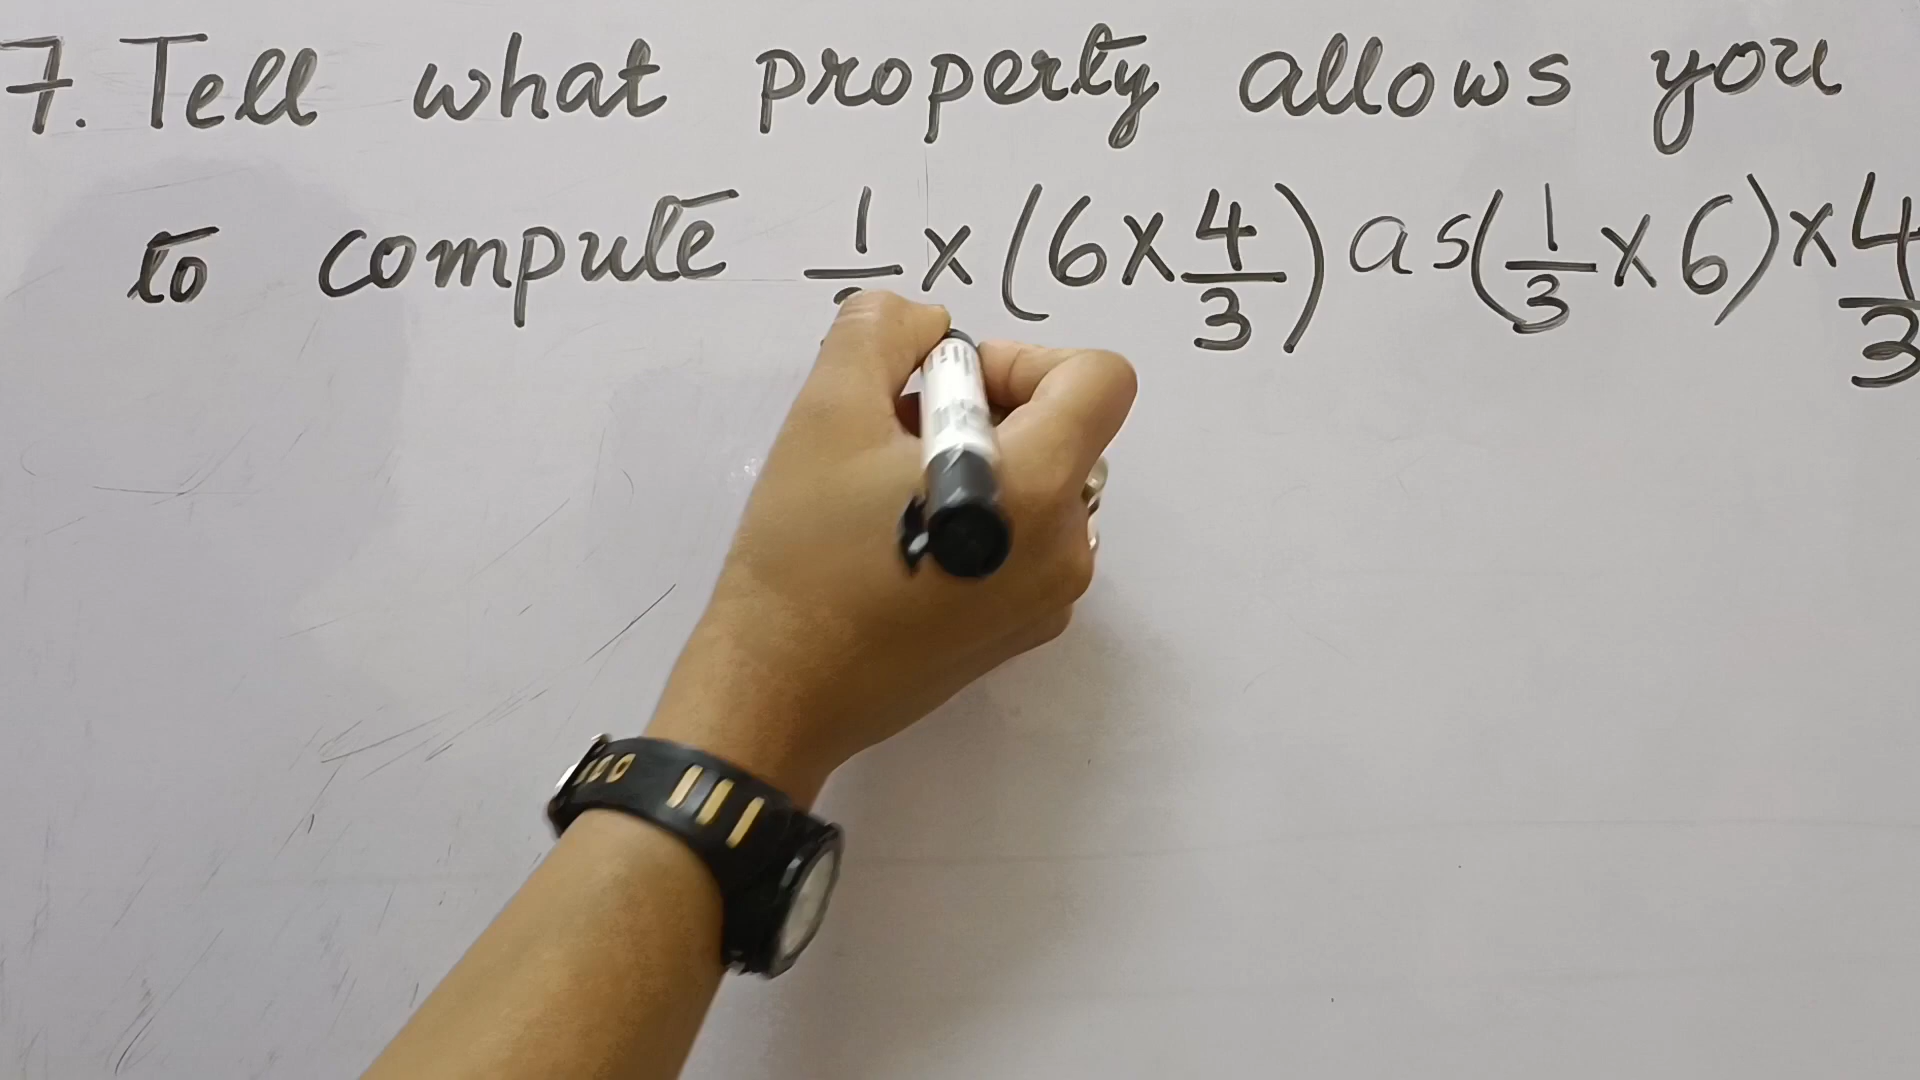 7. Tell what property allows you
to compute 1/ × (6 × 4/3) as (1/3 × 6) × 4/3